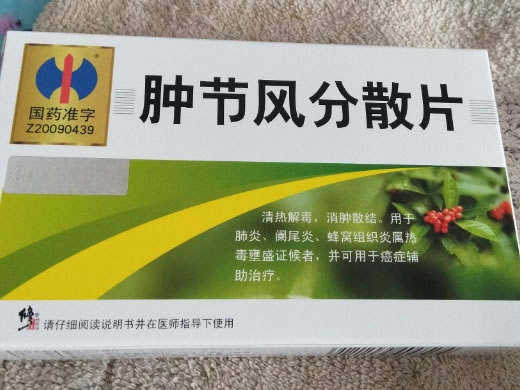 国药准字
Z20090439
肿节风分散片
清热解毒，消肿散结。用于
肺炎、阑尾炎、蜂窝组织炎属热
毒壅盛证候者，并可用于癌症辅
助治疗。
修
请仔细阅读说明书并在医师指导下使用